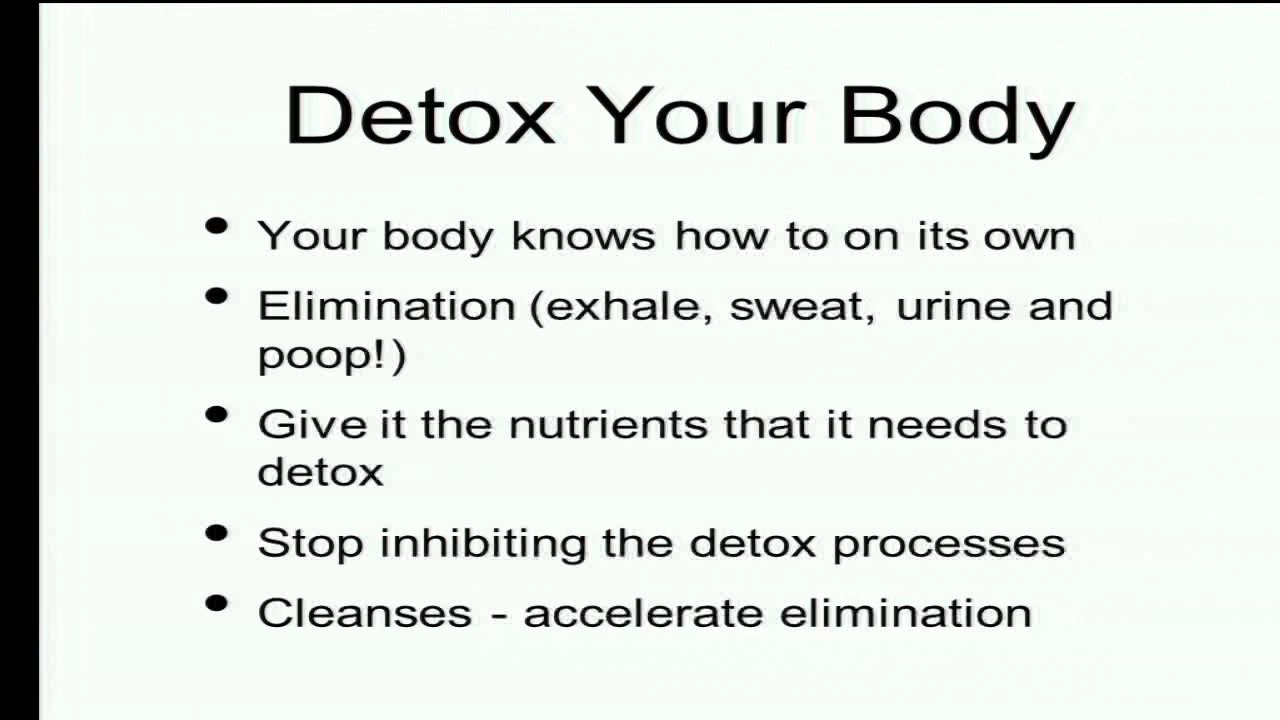 Detox Your Body
• Your body knows how to on its own
• Elimination (exhale, sweat, urine and
poop!)
• Give it the nutrients that it needs to
detox
• Stop inhibiting the detox processes
• Cleanses - accelerate elimination